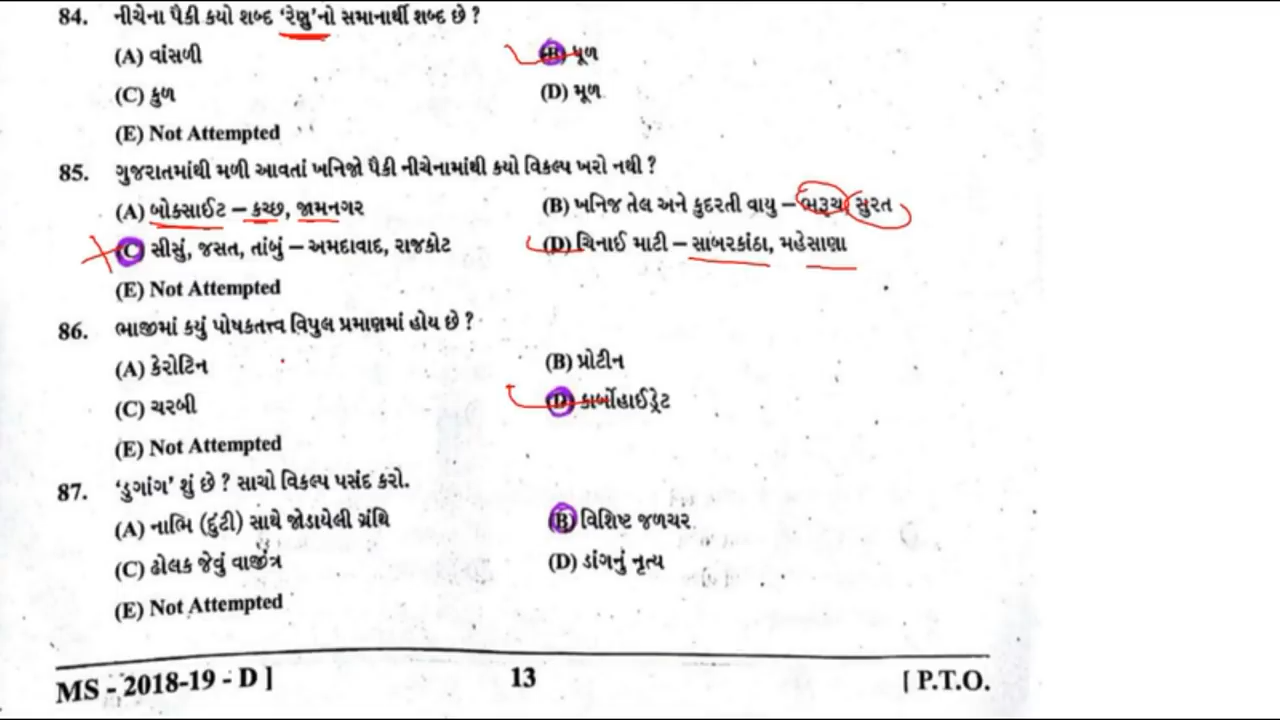 84. નીચેના પૈકી કયો શબ્દ ‘રેણુ’નો સમાનાર્થી શબ્દ છે ?
(A) વાંસળી (B) ધૂળ
(C) કુળ (D) મૂળ
(E) Not Attempted
85. ગુજરાતમાંથી મળી આવતાં ખનિજો પૈકી નીચેનામાંથી કયો વિકલ્પ ખરો નથી ?
(A) બોક્સાઈટ – કચ્છ, જામનગર (B) ખનિજ તેલ અને કુદરતી વાયુ – ભરૂચ, સુરત
(C) સીસું, જસત, તાંબું – અમદાવાદ, રાજકોટ (D) ચિનાઈ માટી – સાબરકાંઠા, મહેસાણા
(E) Not Attempted
86. ભાજીમાં કયું પોષકતત્ત્વ વિપુલ પ્રમાણમાં હોય છે ?
(A) કેરોટિન (B) પ્રોટીન
(C) ચરબી (D) કાર્બોહાઈડ્રેટ
(E) Not Attempted
87. ‘ડુગાંગ’ શું છે ? સાચો વિકલ્પ પસંદ કરો.
(A) નાભિ (દુંટી) સાથે જોડાયેલી ગ્રંથિ (B) વિશિષ્ટ જળચર
(C) ઢોલક જેવું વાજીંત્ર (D) ડાંગનું નૃત્ય
(E) Not Attempted
MS - 2018-19 - D ] 13 [ P.T.O.